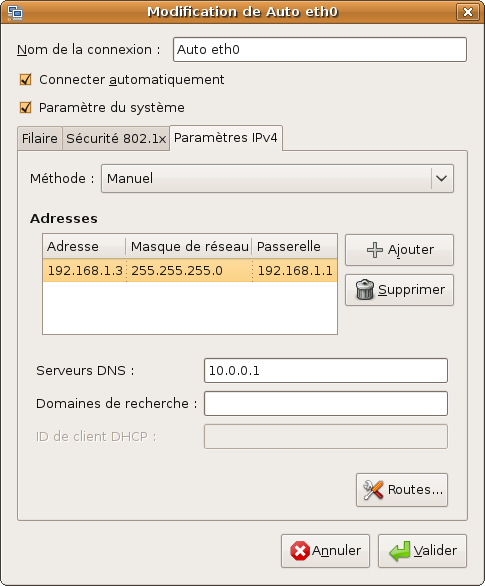 Modification de Auto eth0
Nom de la connexion : Auto eth0
Connecter automatiquement
Paramètre du système
Filaire Sécurité 802.1x Paramètres IPv4
Méthode : Manuel
Adresses
Adresse Masque de réseau Passerelle
192.168.1.3 255.255.255.0 192.168.1.1
Ajouter
Supprimer
Serveurs DNS : 10.0.0.1
Domaines de recherche :
ID de client DHCP :
Routes...
Annuler Valider